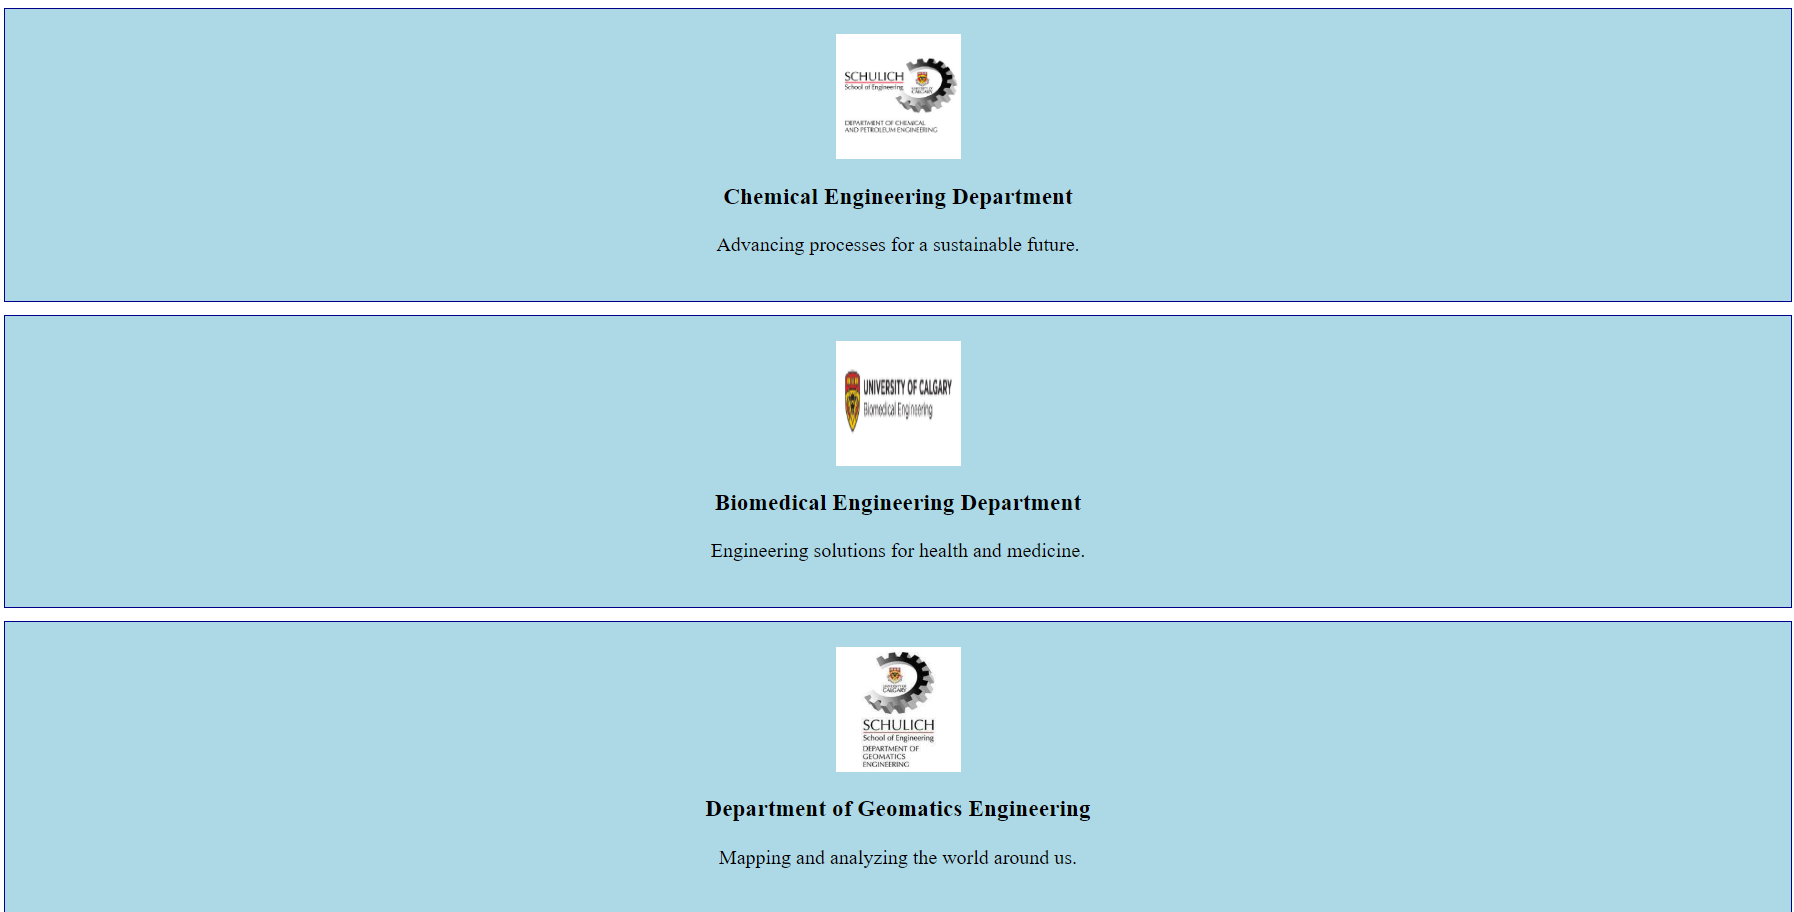 SCHULICH
School of Engineering
UNIVERSITY OF
CALGARY
DEPARTMENT OF CHEMICAL
AND PETROLEUM ENGINEERING
Chemical Engineering Department
Advancing processes for a sustainable future.
UNIVERSITY OF CALGARY
Biomedical Engineering
Biomedical Engineering Department
Engineering solutions for health and medicine.
UNIVERSITY OF
CALGARY
SCHULICH
School of Engineering
DEPARTMENT OF
GEOMATICS
ENGINEERING
Department of Geomatics Engineering
Mapping and analyzing the world around us.